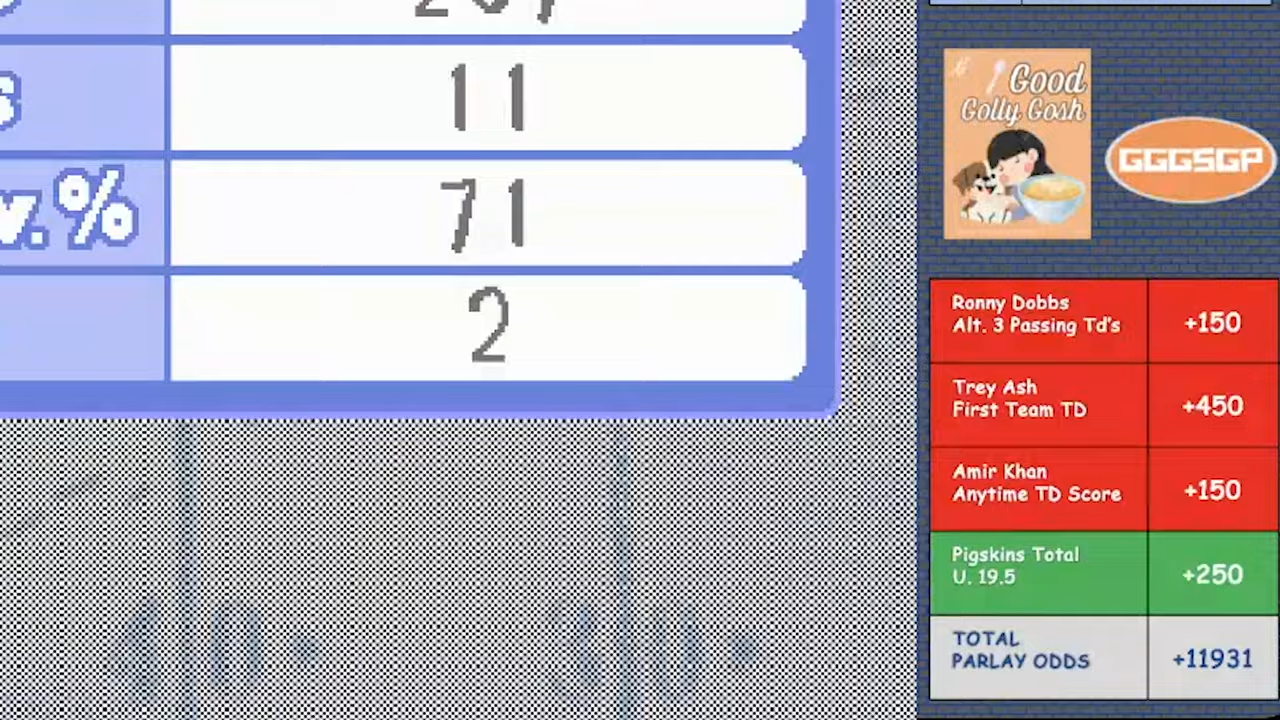 11
71
v.%
2
Good
Golly Gosh
GGGSGP
Ronny Dobbs
Alt. 3 Passing Td's
+150
Trey Ash
First Team TD
+450
Amir Khan
Anytime TD Score
+150
Pigskins Total
U. 19.5
+250
TOTAL
PARLAY ODDS
+11931